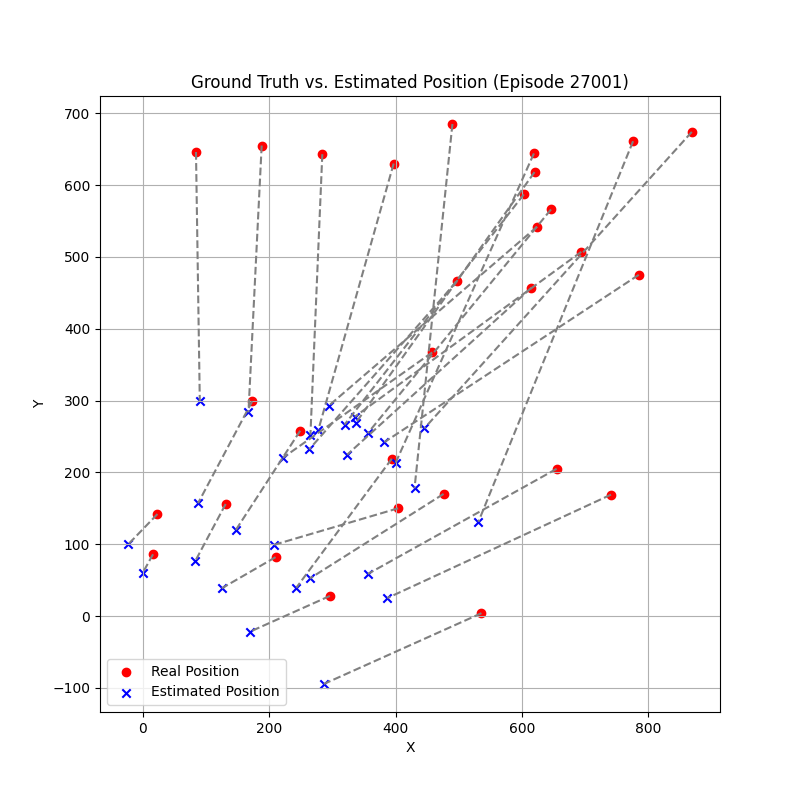 Ground Truth vs. Estimated Position (Episode 27001)
700
600
500
400
300
200
100
0
−100
Y
Real Position
Estimated Position
0 200 400 600 800
X